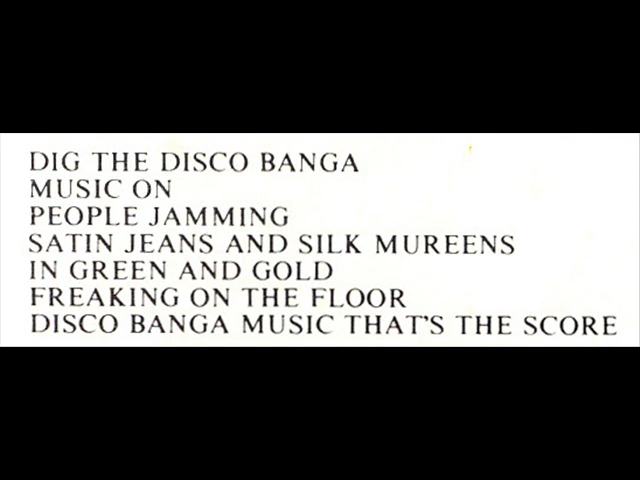 DIG THE DISCO BANGA
MUSIC ON
PEOPLE JAMMING
SATIN JEANS AND SILK MUREENS
IN GREEN AND GOLD
FREAKING ON THE FLOOR
DISCO BANGA MUSIC THAT'S THE SCORE